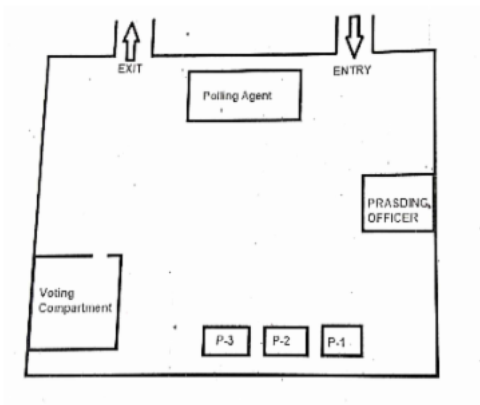 EXIT
ENTRY
Polling Agent
PRASDING
OFFICER
Voting
Compartment
P-3
P-2
P-1